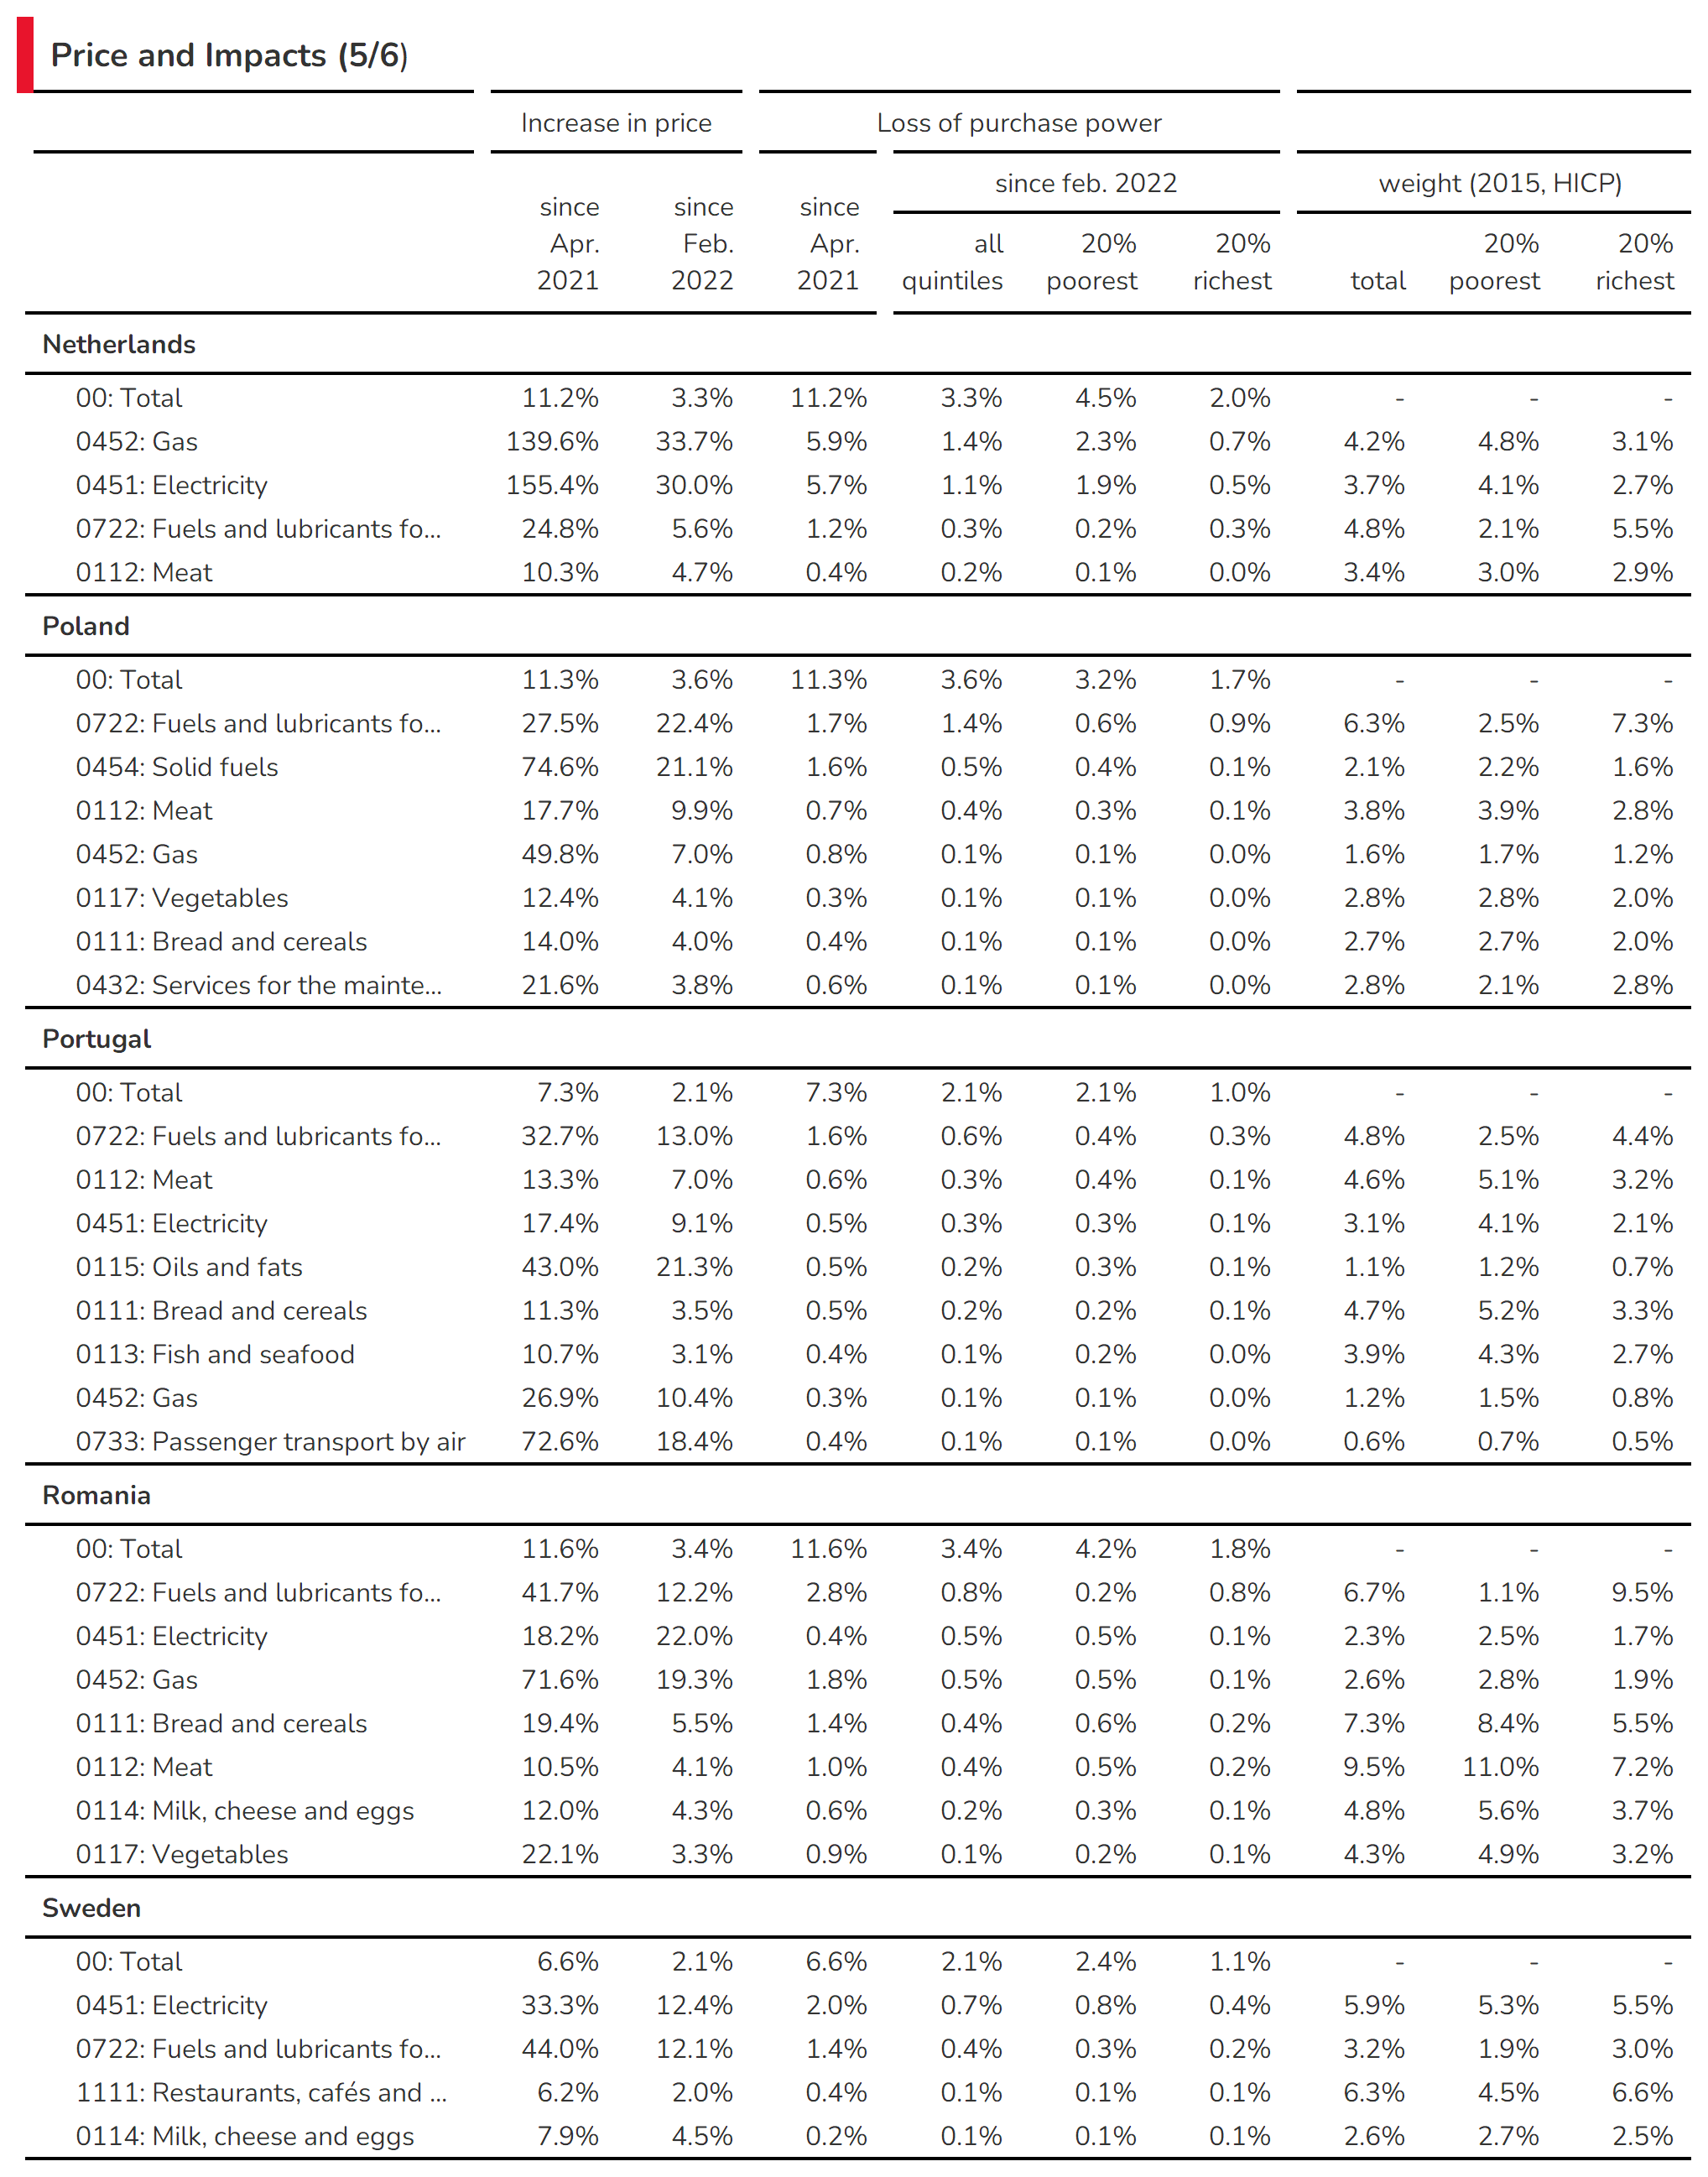 Price and Impacts (5/6)
Increase in price Loss of purchase power
since feb. 2022 weight (2015, HICP)
since since since
Apr. Feb. Apr. all 20% 20% 20% 20%
2021 2022 2021 quintiles poorest richest total poorest richest
Netherlands
00: Total 11.2% 3.3% 11.2% 3.3% 4.5% 2.0% - - -
0452: Gas 139.6% 33.7% 5.9% 1.4% 2.3% 0.7% 4.2% 4.8% 3.1%
0451: Electricity 155.4% 30.0% 5.7% 1.1% 1.9% 0.5% 3.7% 4.1% 2.7%
0722: Fuels and lubricants fo... 24.8% 5.6% 1.2% 0.3% 0.2% 0.3% 4.8% 2.1% 5.5%
0112: Meat 10.3% 4.7% 0.4% 0.2% 0.1% 0.0% 3.4% 3.0% 2.9%
Poland
00: Total 11.3% 3.6% 11.3% 3.6% 3.2% 1.7% - - -
0722: Fuels and lubricants fo... 27.5% 22.4% 1.7% 1.4% 0.6% 0.9% 6.3% 2.5% 7.3%
0454: Solid fuels 74.6% 21.1% 1.6% 0.5% 0.4% 0.1% 2.1% 2.2% 1.6%
0112: Meat 17.7% 9.9% 0.7% 0.4% 0.3% 0.1% 3.8% 3.9% 2.8%
0452: Gas 49.8% 7.0% 0.8% 0.1% 0.1% 0.0% 1.6% 1.7% 1.2%
0117: Vegetables 12.4% 4.1% 0.3% 0.1% 0.1% 0.0% 2.8% 2.8% 2.0%
0111: Bread and cereals 14.0% 4.0% 0.4% 0.1% 0.1% 0.0% 2.7% 2.7% 2.0%
0432: Services for the mainte... 21.6% 3.8% 0.6% 0.1% 0.1% 0.0% 2.8% 2.1% 2.8%
Portugal
00: Total 7.3% 2.1% 7.3% 2.1% 2.1% 1.0% - - -
0722: Fuels and lubricants fo... 32.7% 13.0% 1.6% 0.6% 0.4% 0.3% 4.8% 2.5% 4.4%
0112: Meat 13.3% 7.0% 0.6% 0.3% 0.4% 0.1% 4.6% 5.1% 3.2%
0451: Electricity 17.4% 9.1% 0.5% 0.3% 0.3% 0.1% 3.1% 4.1% 2.1%
0115: Oils and fats 43.0% 21.3% 0.5% 0.2% 0.3% 0.1% 1.1% 1.2% 0.7%
0111: Bread and cereals 11.3% 3.5% 0.5% 0.2% 0.2% 0.1% 4.7% 5.2% 3.3%
0113: Fish and seafood 10.7% 3.1% 0.4% 0.1% 0.2% 0.0% 3.9% 4.3% 2.7%
0452: Gas 26.9% 10.4% 0.3% 0.1% 0.1% 0.0% 1.2% 1.5% 0.8%
0733: Passenger transport by air 72.6% 18.4% 0.4% 0.1% 0.1% 0.0% 0.6% 0.7% 0.5%
Romania
00: Total 11.6% 3.4% 11.6% 3.4% 4.2% 1.8% - - -
0722: Fuels and lubricants fo... 41.7% 12.2% 2.8% 0.8% 0.2% 0.8% 6.7% 1.1% 9.5%
0451: Electricity 18.2% 22.0% 0.4% 0.5% 0.5% 0.1% 2.3% 2.5% 1.7%
0452: Gas 71.6% 19.3% 1.8% 0.5% 0.5% 0.1% 2.6% 2.8% 1.9%
0111: Bread and cereals 19.4% 5.5% 1.4% 0.4% 0.6% 0.2% 7.3% 8.4% 5.5%
0112: Meat 10.5% 4.1% 1.0% 0.4% 0.5% 0.2% 9.5% 11.0% 7.2%
0114: Milk, cheese and eggs 12.0% 4.3% 0.6% 0.2% 0.3% 0.1% 4.8% 5.6% 3.7%
0117: Vegetables 22.1% 3.3% 0.9% 0.1% 0.2% 0.1% 4.3% 4.9% 3.2%
Sweden
00: Total 6.6% 2.1% 6.6% 2.1% 2.4% 1.1% - - -
0451: Electricity 33.3% 12.4% 2.0% 0.7% 0.8% 0.4% 5.9% 5.3% 5.5%
0722: Fuels and lubricants fo... 44.0% 12.1% 1.4% 0.4% 0.3% 0.2% 3.2% 1.9% 3.0%
1111: Restaurants, cafés and ... 6.2% 2.0% 0.4% 0.1% 0.1% 0.1% 6.3% 4.5% 6.6%
0114: Milk, cheese and eggs 7.9% 4.5% 0.2% 0.1% 0.1% 0.1% 2.6% 2.7% 2.5%